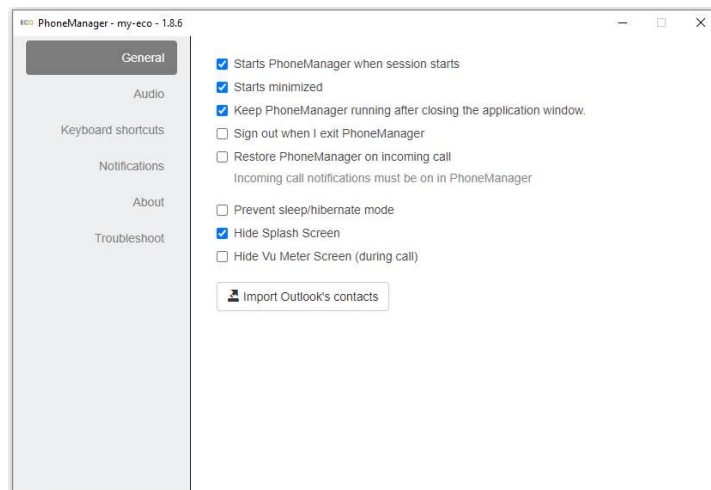 ECO PhoneManager - my-eco - 1.8.6
General
Audio
Keyboard shortcuts
Notifications
About
Troubleshoot
Starts PhoneManager when session starts
Starts minimized
Keep PhoneManager running after closing the application window.
Sign out when I exit PhoneManager
Restore PhoneManager on incoming call
Incoming call notifications must be on in PhoneManager
Prevent sleep/hibernate mode
Hide Splash Screen
Hide Vu Meter Screen (during call)
Import Outlook's contacts